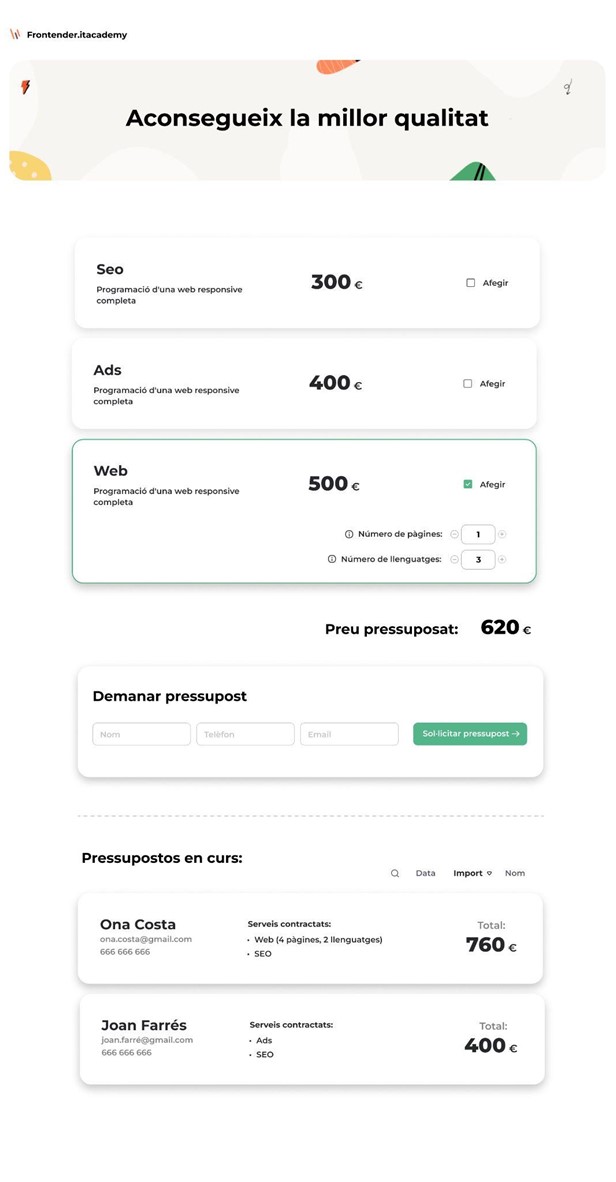 Frontender.itacademy
Aconsegueix la millor qualitat
Seo
Programació d'una web responsive
completa
300 €
Afegir
Ads
Programació d'una web responsive
completa
400 €
Afegir
Web
Programació d'una web responsive
completa
500 €
Afegir
Número de pàgines: 1
Número de llenguatges: 3
Preu pressuposat: 620 €
Demanar pressupost
Nom
Telèfon
Email
Sol·licitar pressupost →
Pressupostos en curs:
Data
Import
Nom
Ona Costa
ona.costa@gmail.com
666 666 666
Serveis contractats:
• Web (4 pàgines, 2 llenguatges)
• SEO
Total:
760 €
Joan Farrés
joan.farré@gmail.com
666 666 666
Serveis contractats:
• Ads
• SEO
Total:
400 €